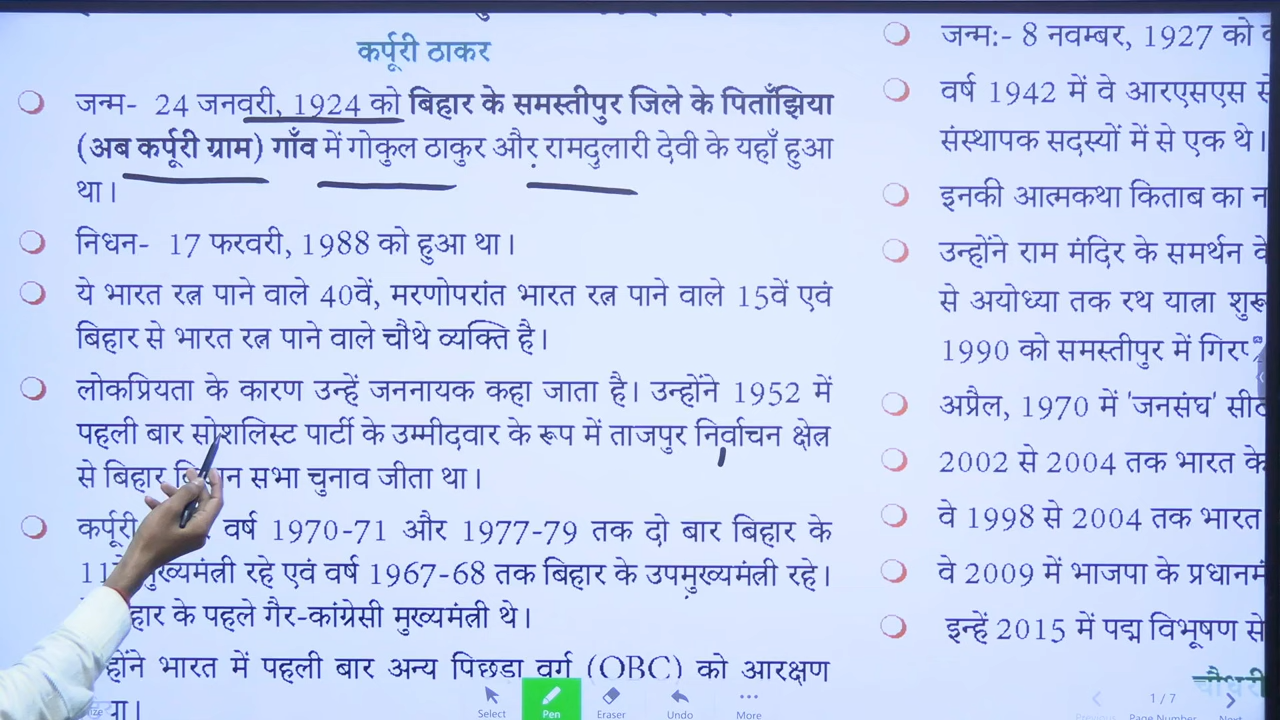 कर्पूरी ठाकर
जन्म- 24 जनवरी, 1924 को बिहार के समस्तीपुर जिले के पिताँझिया
(अब कर्पूरी ग्राम) गाँव में गोकुल ठाकुर और रामदुलारी देवी के यहाँ हुआ
था।
निधन- 17 फरवरी, 1988 को हुआ था।
ये भारत रत्न पाने वाले 40वें, मरणोपरांत भारत रत्न पाने वाले 15वें एवं
बिहार से भारत रत्न पाने वाले चौथे व्यक्ति है।
लोकप्रियता के कारण उन्हें जननायक कहा जाता है। उन्होंने 1952 में
पहली बार सोशलिस्ट पार्टी के उम्मीदवार के रूप में ताजपुर निर्वाचन क्षेत्र
से बिहार सभा चुनाव जीता था।
कर्पूरी वर्ष 1970-71 और 1977-79 तक दो बार बिहार के
मुख्यमंत्री रहे एवं वर्ष 1967-68 तक बिहार के उपमुख्यमंत्री रहे।
के पहले गैर-कांग्रेसी मुख्यमंत्री थे।
भारत में पहली बार अन्य पिछड़ा वर्ग (OBC) को आरक्षण
जन्म:- 8 नवम्बर, 1927 को
वर्ष 1942 में वे आरएसएस से
संस्थापक सदस्यों में से एक थे।
इनकी आत्मकथा किताब का
उन्होंने राम मंदिर के समर्थन
से अयोध्या तक रथ यात्रा
1990 को समस्तीपुर में
अप्रैल, 1970 में 'जनसंघ'
2002 से 2004 तक भारत के
वे 1998 से 2004 तक भारत
वे 2009 में भाजपा के
इन्हें 2015 में पद्म विभूषण से
चौधरी
Select Pen Eraser Undo More
Previous 1 / 7 Page Number Next